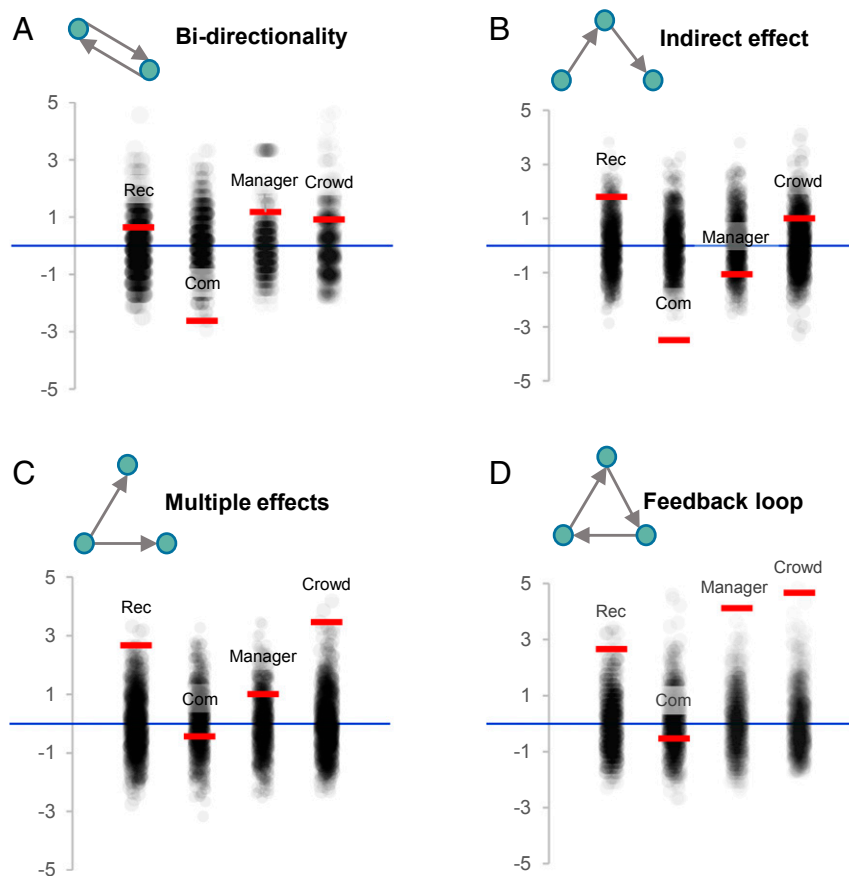 A
Bi-directionality
5
3
1
-1
-3
-5
Rec
Com
Manager
Crowd
B
Indirect effect
5
3
1
-1
-3
-5
Rec
Com
Manager
Crowd
C
Multiple effects
5
3
1
-1
-3
-5
Rec
Com
Manager
Crowd
D
Feedback loop
5
3
1
-1
-3
-5
Rec
Com
Manager
Crowd